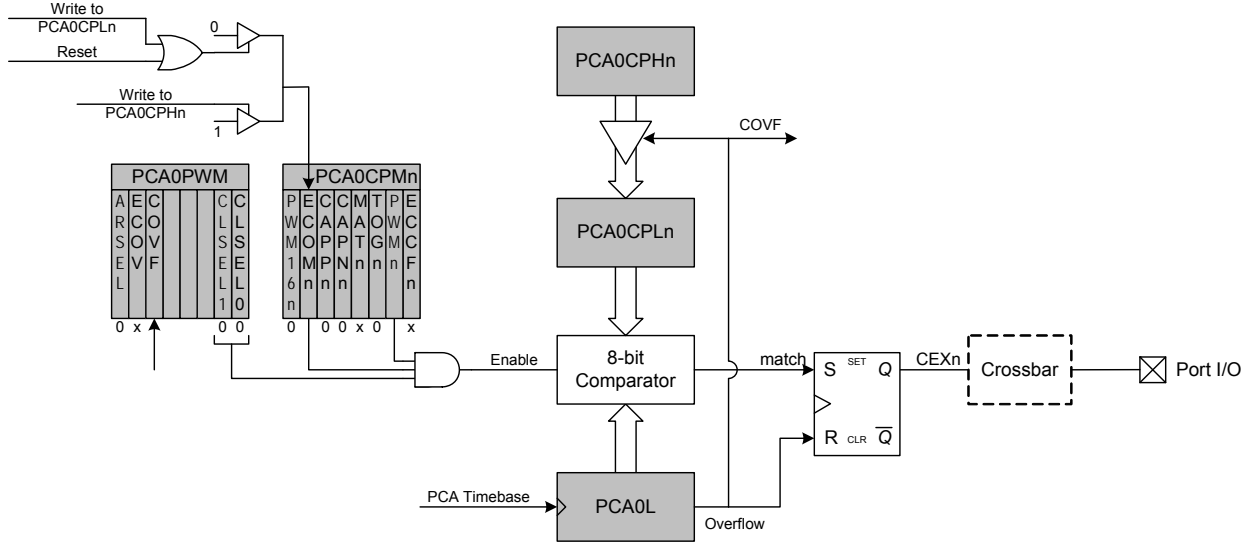 Write to
PCA0CPLn
Reset
0
Write to
PCA0CPHn
1
PCA0PWM
ARSEL
ECOV
COVF
CLSEL1
CLSEL0
0 x 0 0
PCA0CPMn
PWM16n
ECOMn
CAPPn
CAPNn
MATn
TOGn
PWMn
ECCFn
0 0 0 x 0 x
Enable
PCA0CPHn
COVF
PCA0CPLn
8-bit
Comparator
match
S SET Q
R CLR Q
CEXn
Crossbar
Port I/O
PCA Timebase
PCA0L
Overflow